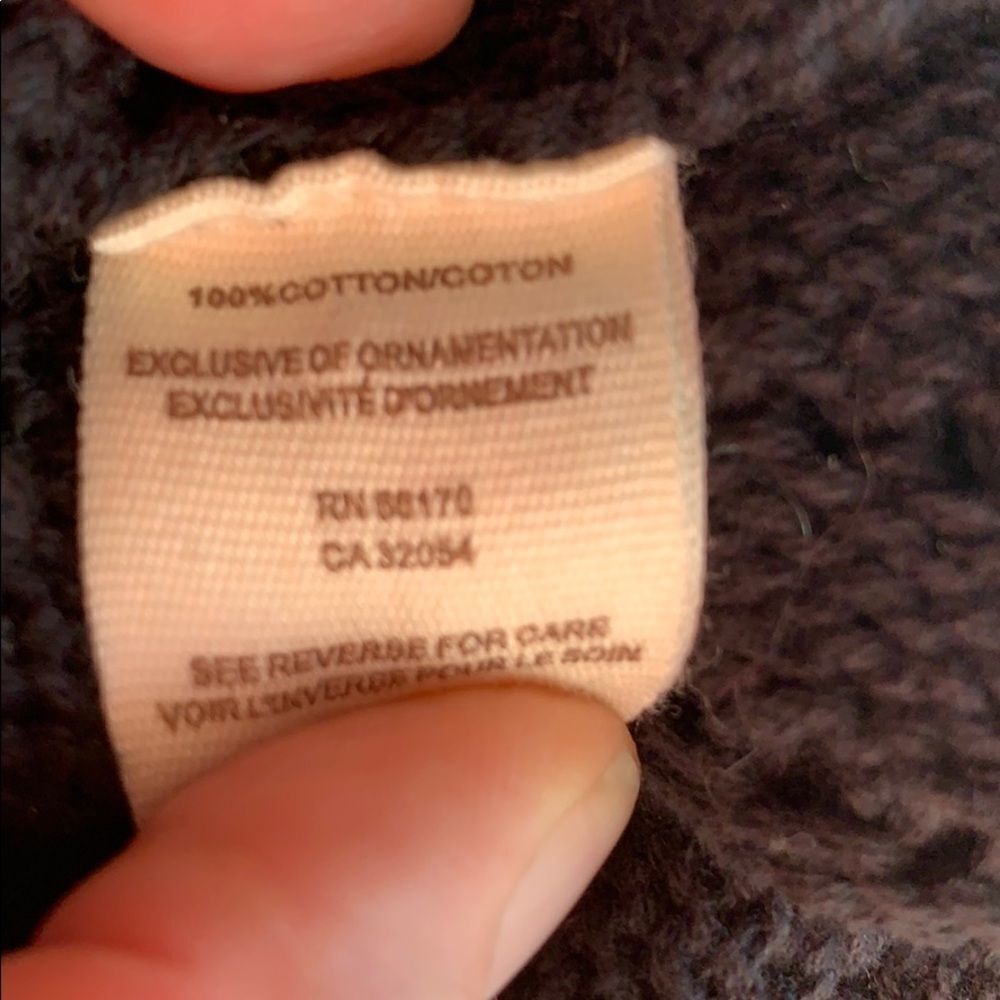 100%COTTON/COTON
EXCLUSIVE OF ORNAMENTATION
EXCLUSIVITÉ D'ORNEMENT
RN
CA 32054
SEE REVERSE FOR CARE
VOIR L'INVERSE POUR LE SOIN